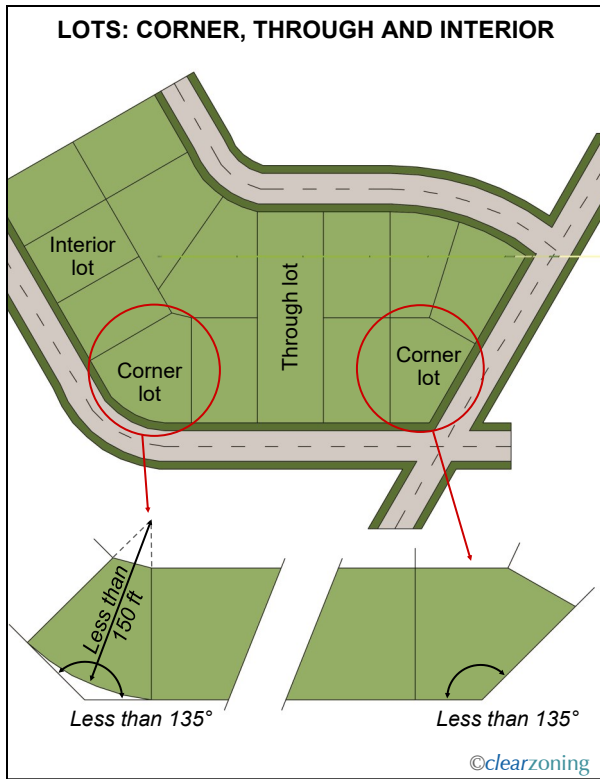 LOTS: CORNER, THROUGH AND INTERIOR
Interior
lot
Through lot
Corner
lot
Corner
lot
Less than
150 ft
Less than 135°
Less than 135°
©clearzoning